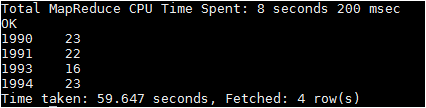 Total MapReduce CPU Time Spent: 8 seconds 200 msec
OK
1990    23
1991    22
1993    16
1994    23
Time taken: 59.647 seconds, Fetched: 4 row(s)